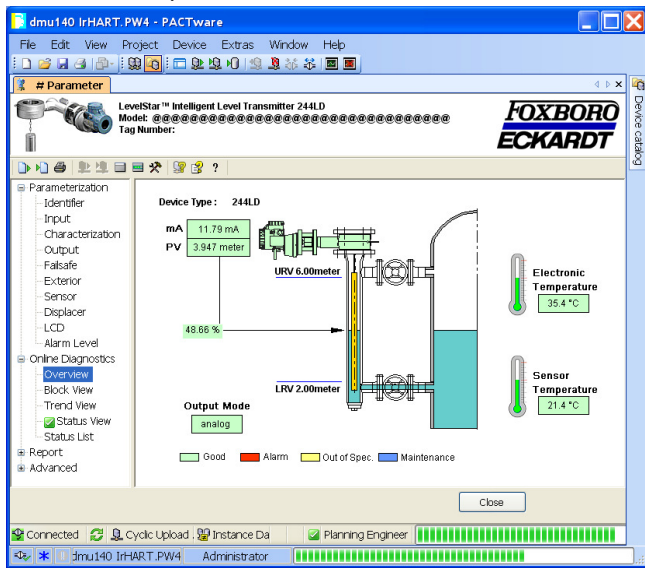 dmu140 IrHART.PW4 - PACTware
File Edit View Project Device Extras Window Help
# Parameter
LevelStar™ Intelligent Level Transmitter 244LD
Model: @@@@@@@@@@@@@@@@@@@@@@@@@@@@@@@@
Tag Number:
FOXBORO
ECKARDT
Device catalog
Parameterization
Identifier
Input
Characterization
Output
Failsafe
Exterior
Sensor
Displacer
LCD
Alarm Level
Online Diagnostics
Overview
Block View
Trend View
Status View
Status List
Report
Advanced
Device Type : 244LD
mA 11.79 mA
PV 3.947 meter
URV 6.00meter
48.66 %
LRV 2.00meter
Output Mode
analog
Electronic
Temperature
35.4 °C
Sensor
Temperature
21.4 °C
Good Alarm Out of Spec. Maintenance
Close
Connected Cyclic Upload Instance Da Planning Engineer
dmu140 IrHART.PW4 Administrator